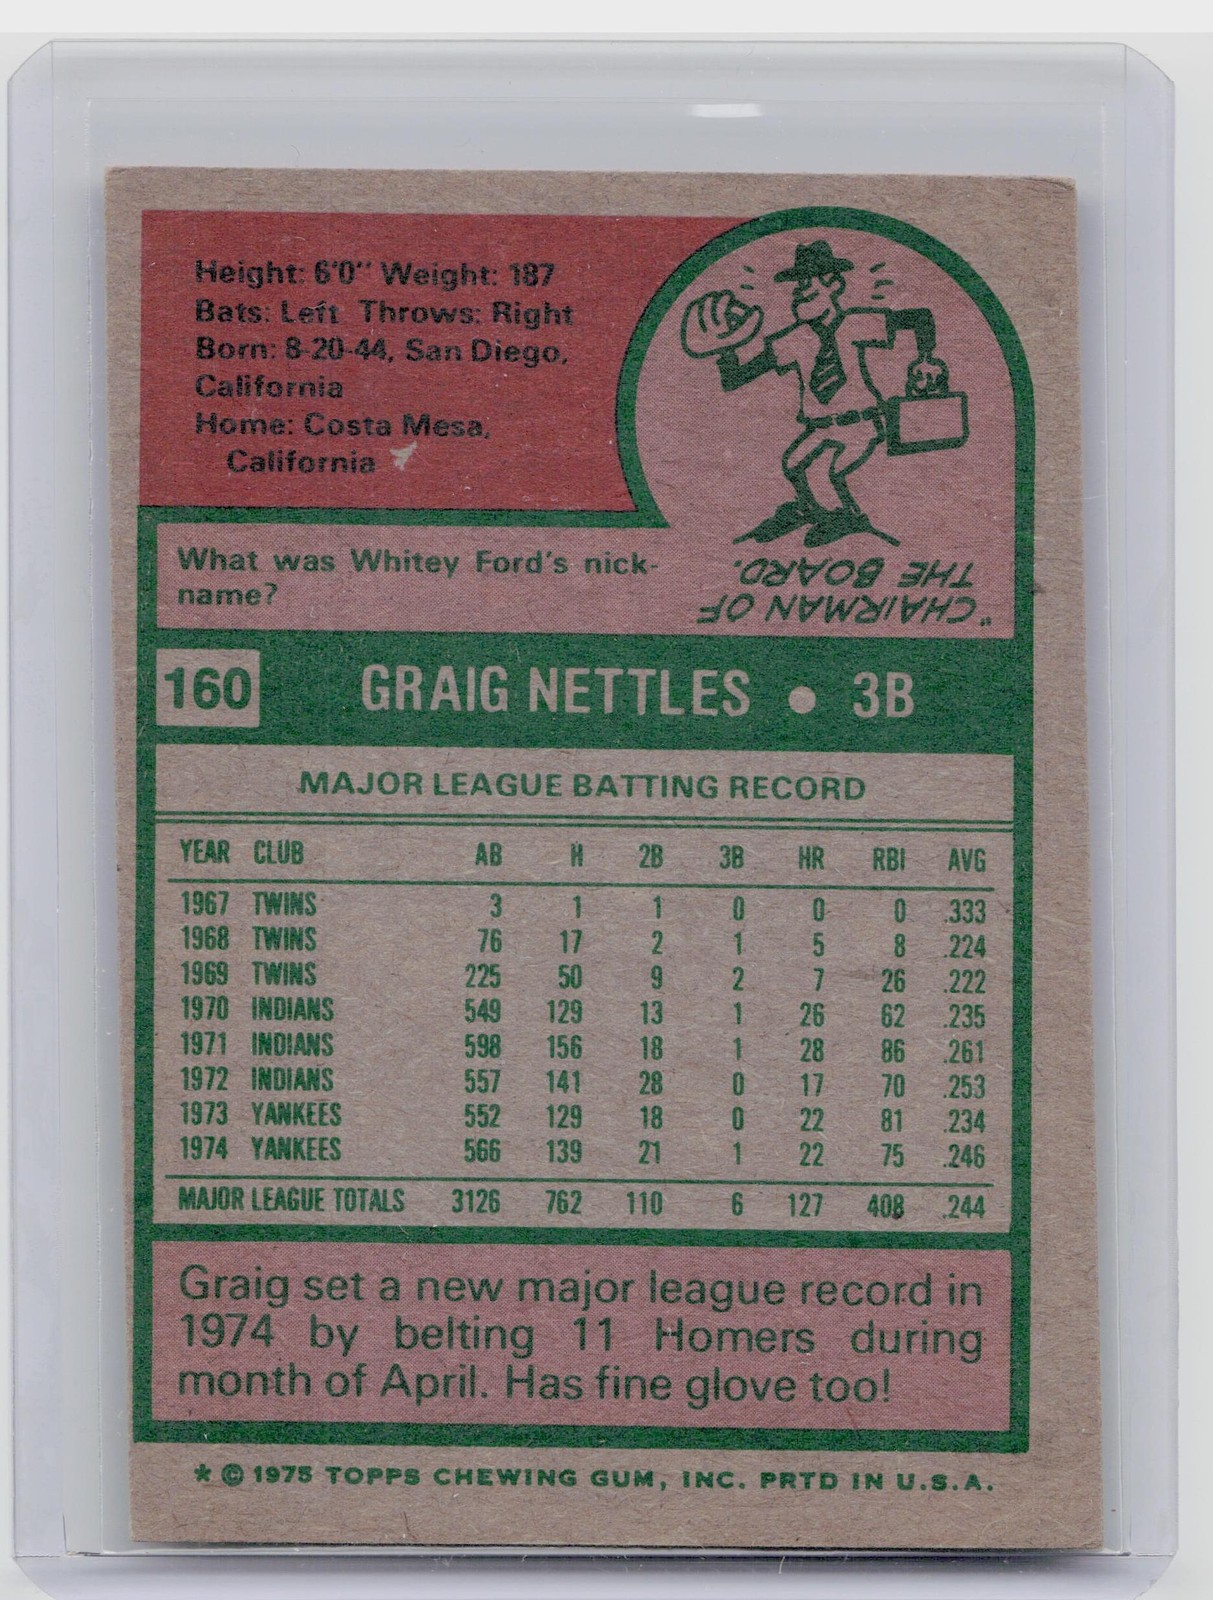 Height: 6'0" Weight: 187
Bats: Left Throws: Right
Born: 8-20-44, San Diego,
California
Home: Costa Mesa,
California
What was Whitey Ford's nick-
name?
"CHAIRMAN OF
THE BOARD.
160 GRAIG NETTLES • 3B
MAJOR LEAGUE BATTING RECORD
YEAR CLUB AB H 2B 3B HR RBI AVG
1967 TWINS 3 1 1 0 0 0 .333
1968 TWINS 76 17 2 1 5 8 .224
1969 TWINS 225 50 9 2 7 26 .222
1970 INDIANS 549 129 13 1 26 62 .235
1971 INDIANS 598 156 18 1 28 86 .261
1972 INDIANS 557 141 28 0 17 70 .253
1973 YANKEES 552 129 18 0 22 81 .234
1974 YANKEES 566 139 21 1 22 75 .246
MAJOR LEAGUE TOTALS 3126 762 110 6 127 408 .244
Graig set a new major league record in
1974 by belting 11 Homers during
month of April. Has fine glove too!
* © 1975 TOPPS CHEWING GUM, INC. PRTD IN U.S.A.